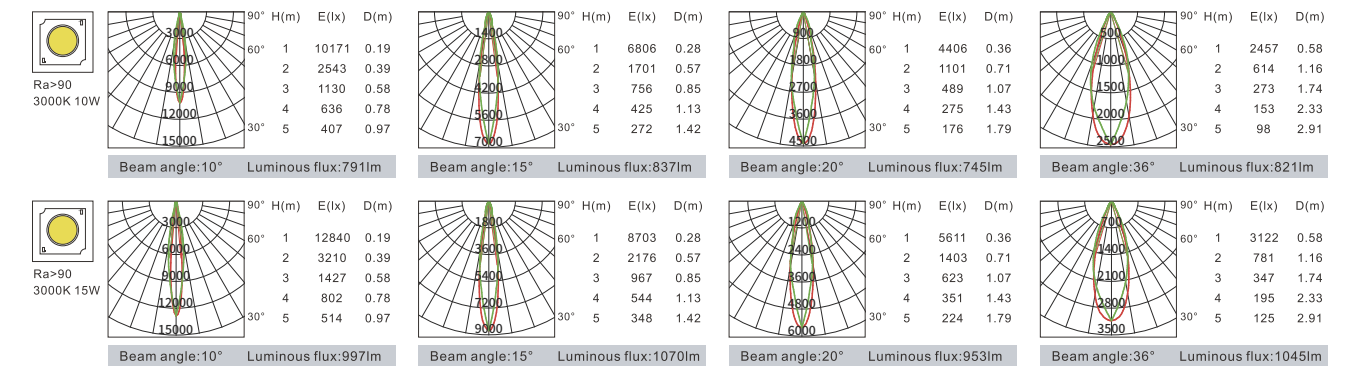 Ra>90
3000K 10W
3000
6000
9000
12000
15000
90° H(m) E(lx) D(m)
60° 1 10171 0.19
2 2543 0.39
3 1130 0.58
4 636 0.78
30° 5 407 0.97
Beam angle:10° Luminous flux:791lm
1400
2800
4200
5600
7000
90° H(m) E(lx) D(m)
60° 1 6806 0.28
2 1701 0.57
3 756 0.85
4 425 1.13
30° 5 272 1.42
Beam angle:15° Luminous flux:837lm
900
1800
2700
3600
4500
90° H(m) E(lx) D(m)
60° 1 4406 0.36
2 1101 0.71
3 489 1.07
4 275 1.43
30° 5 176 1.79
Beam angle:20° Luminous flux:745lm
500
1000
1500
2000
2500
90° H(m) E(lx) D(m)
60° 1 2457 0.58
2 614 1.16
3 273 1.74
4 153 2.33
30° 5 98 2.91
Beam angle:36° Luminous flux:821lm
Ra>90
3000K 15W
3000
6000
9000
12000
15000
90° H(m) E(lx) D(m)
60° 1 12840 0.19
2 3210 0.39
3 1427 0.58
4 802 0.78
30° 5 514 0.97
Beam angle:10° Luminous flux:997lm
1800
3600
5400
7200
9000
90° H(m) E(lx) D(m)
60° 1 8703 0.28
2 2176 0.57
3 967 0.85
4 544 1.13
30° 5 348 1.42
Beam angle:15° Luminous flux:1070lm
1200
2400
3600
4800
6000
90° H(m) E(lx) D(m)
60° 1 5611 0.36
2 1403 0.71
3 623 1.07
4 351 1.43
30° 5 224 1.79
Beam angle:20° Luminous flux:953lm
700
1400
2100
2800
3500
90° H(m) E(lx) D(m)
60° 1 3122 0.58
2 781 1.16
3 347 1.74
4 195 2.33
30° 5 125 2.91
Beam angle:36° Luminous flux:1045lm